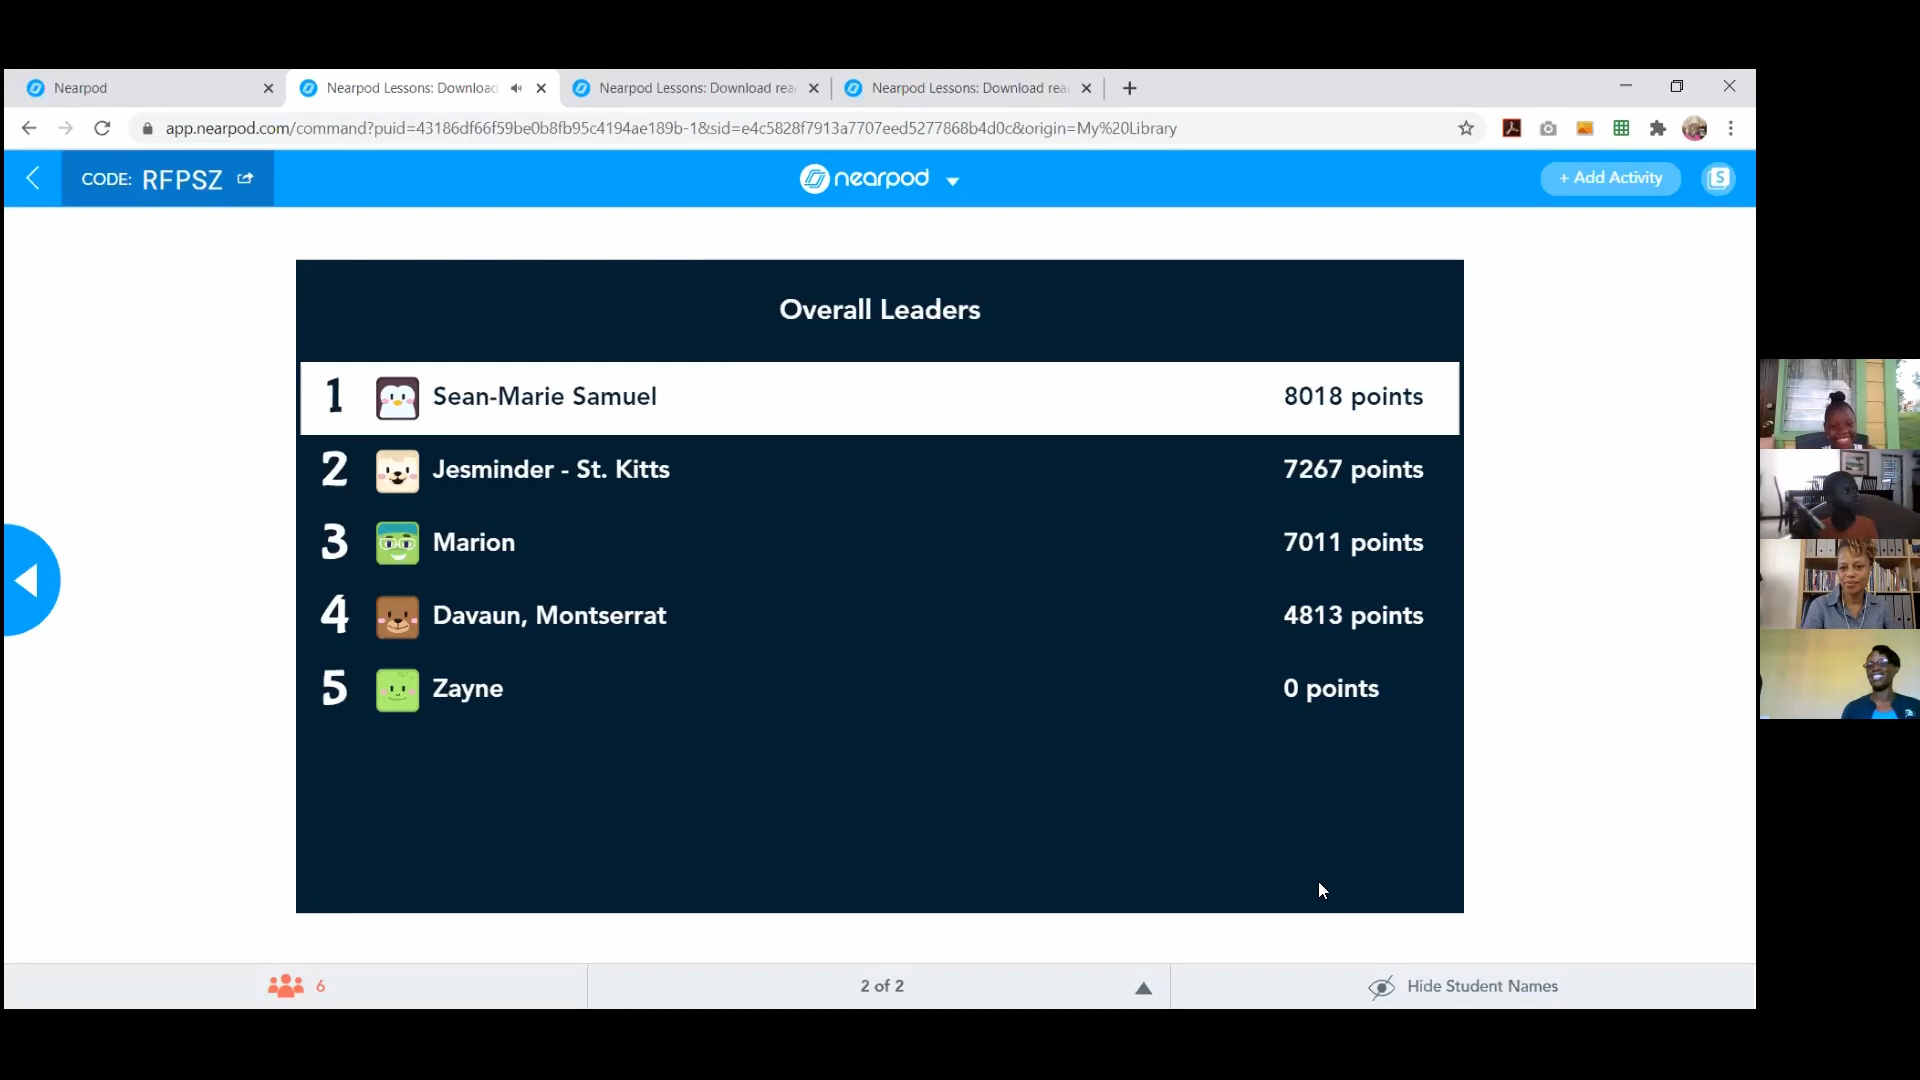 Nearpod
Nearpod Lessons: Download
Nearpod Lessons: Download rea
Nearpod Lessons: Download rea
app.nearpod.com/command?puid=43186df66f59be0b8fb95c4194ae189b-1&sid=e4c5828f7913a7707eed5277868b4d0c&origin=My%20Library
CODE: RFPSZ
nearpod
+ Add Activity
S
Overall Leaders
1 Sean-Marie Samuel 8018 points
2 Jesminder - St. Kitts 7267 points
3 Marion 7011 points
4 Davaun, Montserrat 4813 points
5 Zayne 0 points
6
2 of 2
Hide Student Names